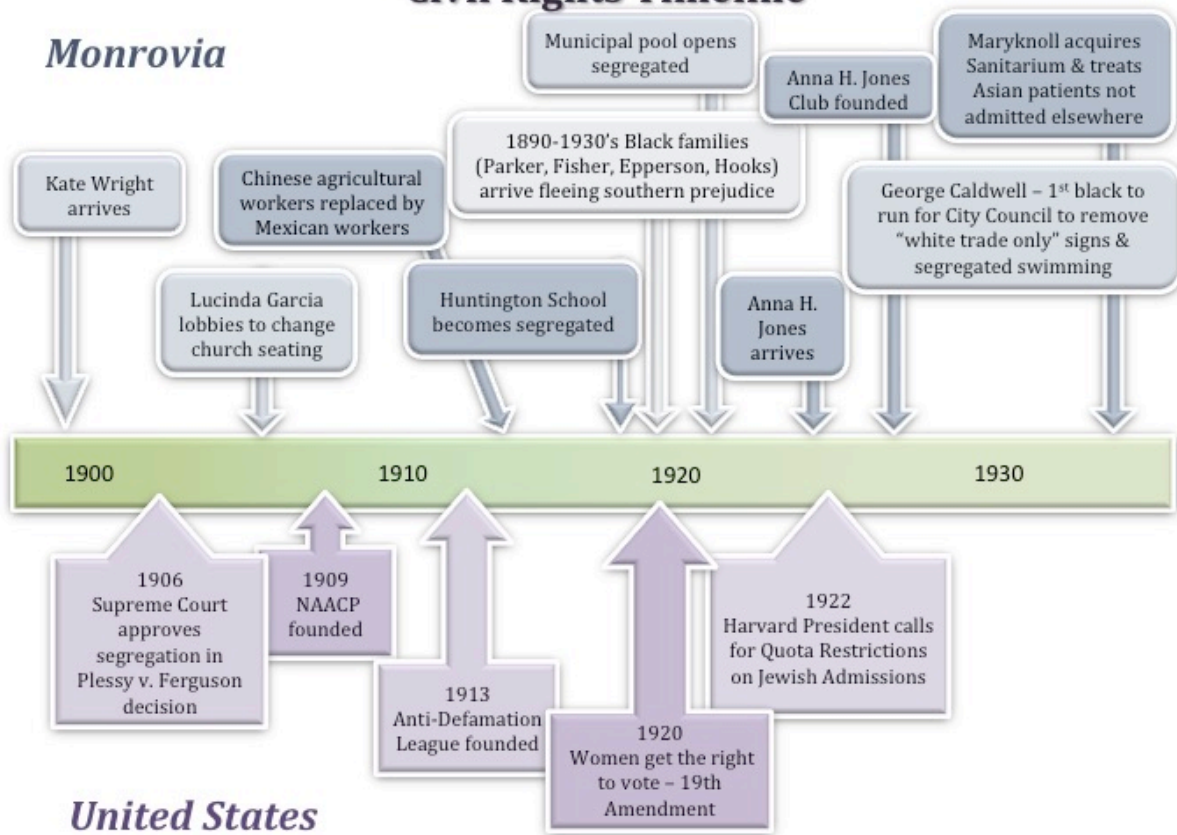 Civil Rights Timeline
Monrovia
Municipal pool opens
segregated
Anna H. Jones
Club founded
Maryknoll acquires
Sanitarium & treats
Asian patients not
admitted elsewhere
Kate Wright
arrives
Chinese agricultural
workers replaced by
Mexican workers
1890-1930's Black families
(Parker, Fisher, Epperson, Hooks)
arrive fleeing southern prejudice
George Caldwell – 1st black to
run for City Council to remove
"white trade only" signs &
segregated swimming
Lucinda Garcia
lobbies to change
church seating
Huntington School
becomes segregated
Anna H.
Jones
arrives
1900
1910
1920
1930
1906
Supreme Court
approves
segregation in
Plessy v. Ferguson
decision
1909
NAACP
founded
1913
Anti-Defamation
League founded
1920
Women get the right
to vote – 19th
Amendment
1922
Harvard President calls
for Quota Restrictions
on Jewish Admissions
United States